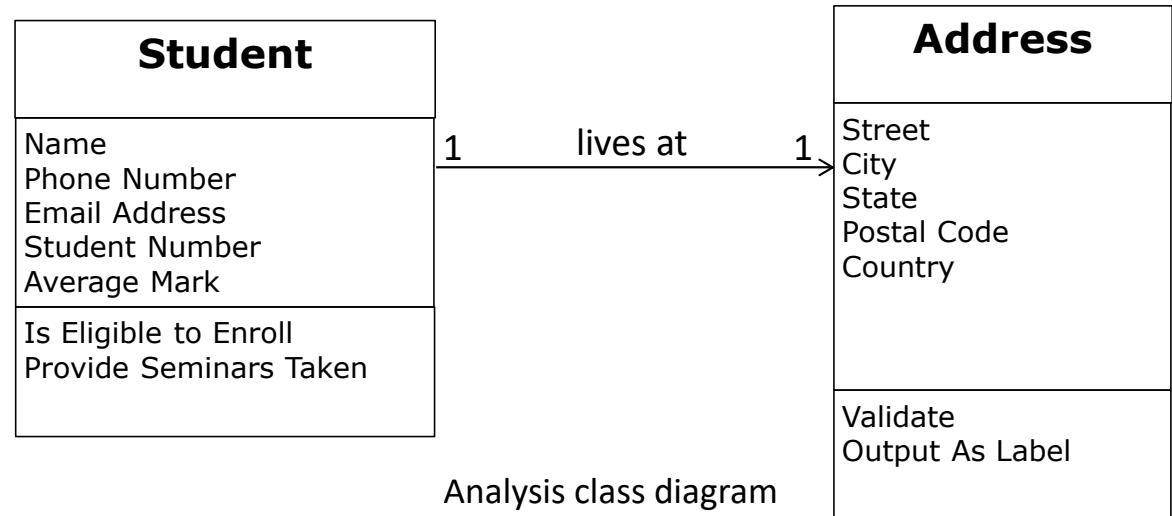 Student
Name
Phone Number
Email Address
Student Number
Average Mark
Is Eligible to Enroll
Provide Seminars Taken
1 lives at 1
Address
Street
City
State
Postal Code
Country
Validate
Output As Label
Analysis class diagram